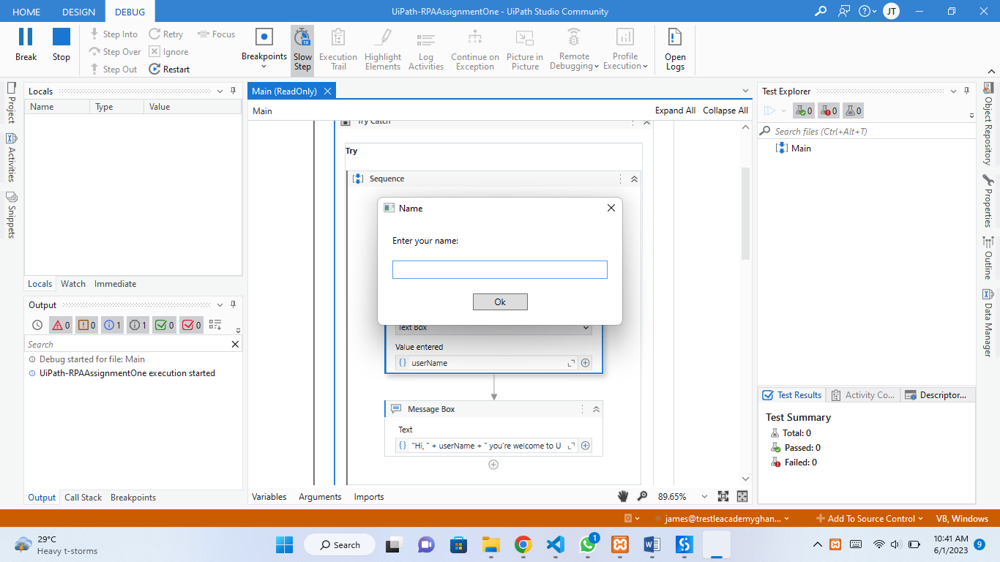 HOME DESIGN DEBUG UiPath-RPAAssignmentOne - UiPath Studio Community JT
Break Stop Step Into Step Over Step Out Retry Ignore Restart Focus
Breakpoints Slow Step Execution Trail Highlight Elements Log Activities Continue on Exception Picture in Picture Remote Debugging Profile Execution Open Logs
Project
Activities
Snippets
Locals
Name Type Value
Locals Watch Immediate
Output
0 0 1 1 0 0
Search
Debug started for file: Main
UiPath-RPAAssignmentOne execution started
Output Call Stack Breakpoints
Main (ReadOnly)
Main Expand All Collapse All
Try Catch
Try
Sequence
Name
Enter your name:
Ok
Text Box
Value entered
userName
Message Box
Text
"Hi, " + userName + " you're welcome to U
Variables Arguments Imports 89.65%
Test Explorer
0 0 0
Search files (Ctrl+Alt+T)
Main
Test Results Activity Co... Descriptor...
Test Summary
Total: 0
Passed: 0
Failed: 0
Object Repository
Properties
Outline
Data Manager
james@trestleacademyghan... Add To Source Control VB, Windows
29°C
Heavy t-storms
Search
1
10:41 AM
6/1/2023
9